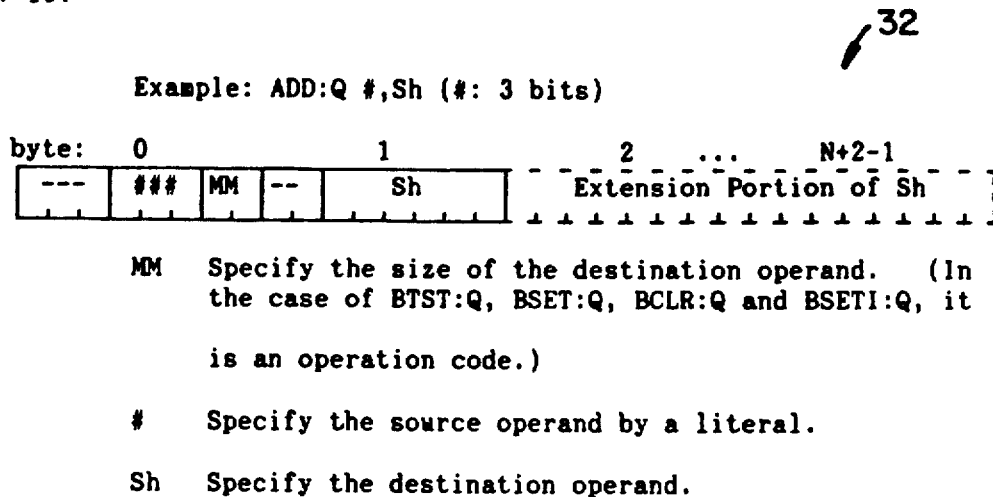 32
Example: ADD:Q #,Sh (#: 3 bits)
byte: 0 1 2 ... N+2-1
--- ### MM -- Sh Extension Portion of Sh
MM Specify the size of the destination operand. (In
the case of BTST:Q, BSET:Q, BCLR:Q and BSETI:Q, it
is an operation code.)
# Specify the source operand by a literal.
Sh Specify the destination operand.